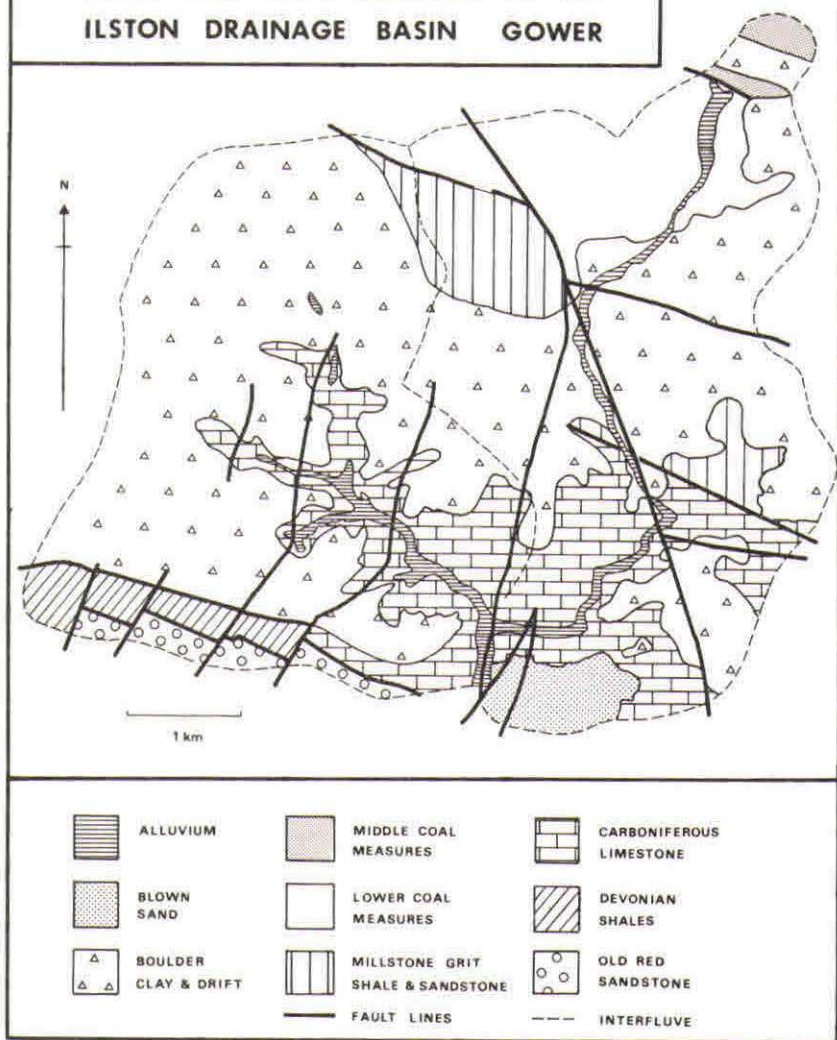 ILSTON DRAINAGE BASIN GOWER
N
1 km
ALLUVIUM
MIDDLE COAL
MEASURES
CARBONIFEROUS
LIMESTONE
BLOWN
SAND
LOWER COAL
MEASURES
DEVONIAN
SHALES
BOULDER
CLAY & DRIFT
MILLSTONE GRIT
SHALE & SANDSTONE
OLD RED
SANDSTONE
FAULT LINES
INTERFLUVE